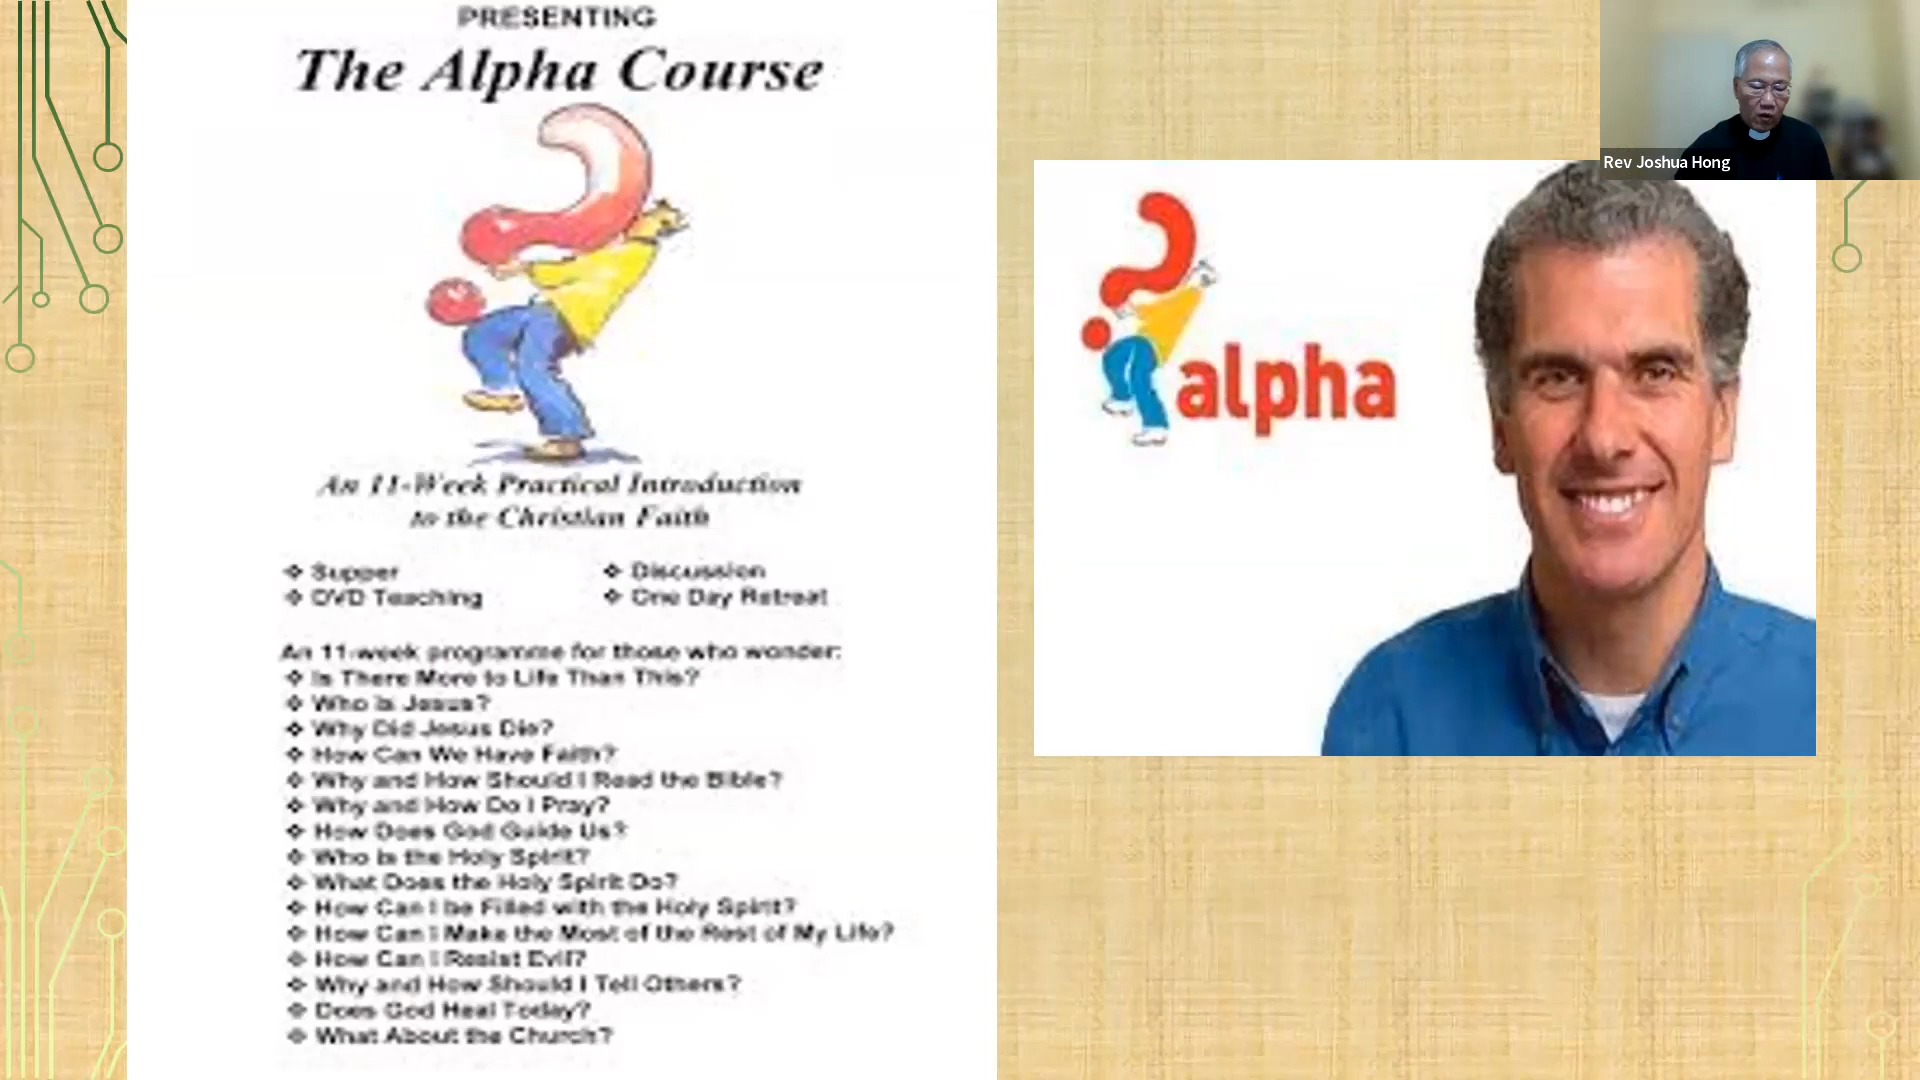 PRESENTING
The Alpha Course
An 11-Week Practical Introduction
to the Christian Faith
❖ Supper
❖ DVD Teaching
❖ Discussion
❖ One Day Retreat
An 11-week programme for those who wonder:
❖ Is There More to Life Than This?
❖ Who is Jesus?
❖ Why Did Jesus Die?
❖ How Can We Have Faith?
❖ Why and How Should I Read the Bible?
❖ Why and How Do I Pray?
❖ How Does God Guide Us?
❖ Who is the Holy Spirit?
❖ What Does the Holy Spirit Do?
❖ How Can I be Filled with the Holy Spirit?
❖ How Can I Make the Most of the Rest of My Life?
❖ How Can I Resist Evil?
❖ Why and How Should I Tell Others?
❖ Does God Heal Today?
❖ What About the Church?
alpha
Rev Joshua Hong